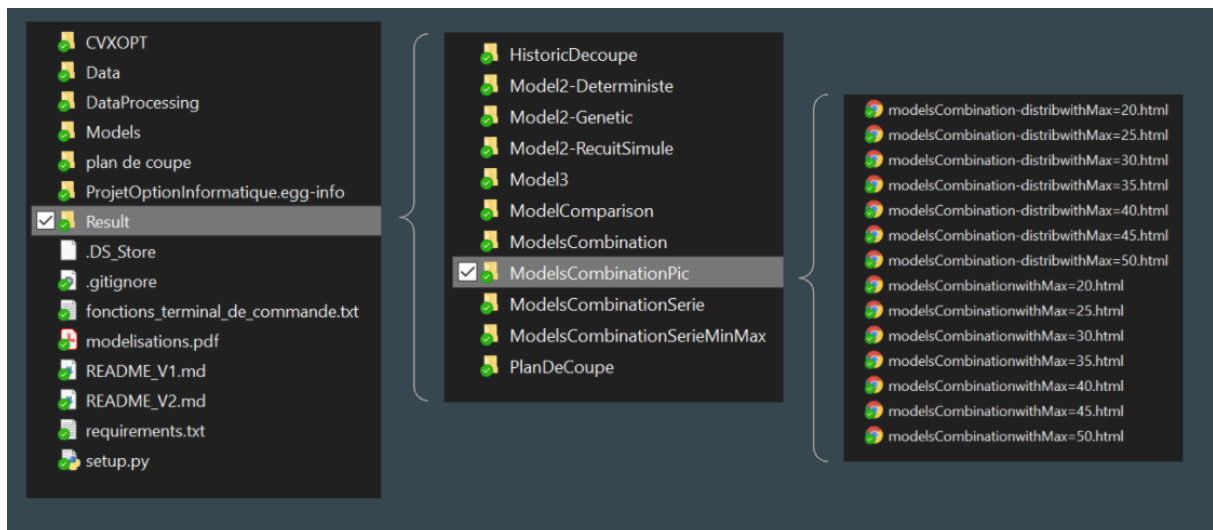 CVXOPT
Data
DataProcessing
Models
plan de coupe
ProjetOptionInformatique.egg-info
Result
.DS_Store
.gitignore
fonctions_terminal_de_commande.txt
modelisations.pdf
README_V1.md
README_V2.md
requirements.txt
setup.py
HistoricDecoupe
Model2-Deterministe
Model2-Genetic
Model2-RecuitSimule
Model3
ModelComparison
ModelsCombination
ModelsCombinationPic
ModelsCombinationSerie
ModelsCombinationSerieMinMax
PlanDeCoupe
modelsCombination-distribwithMax=20.html
modelsCombination-distribwithMax=25.html
modelsCombination-distribwithMax=30.html
modelsCombination-distribwithMax=35.html
modelsCombination-distribwithMax=40.html
modelsCombination-distribwithMax=45.html
modelsCombination-distribwithMax=50.html
modelsCombinationwithMax=20.html
modelsCombinationwithMax=25.html
modelsCombinationwithMax=30.html
modelsCombinationwithMax=35.html
modelsCombinationwithMax=40.html
modelsCombinationwithMax=45.html
modelsCombinationwithMax=50.html